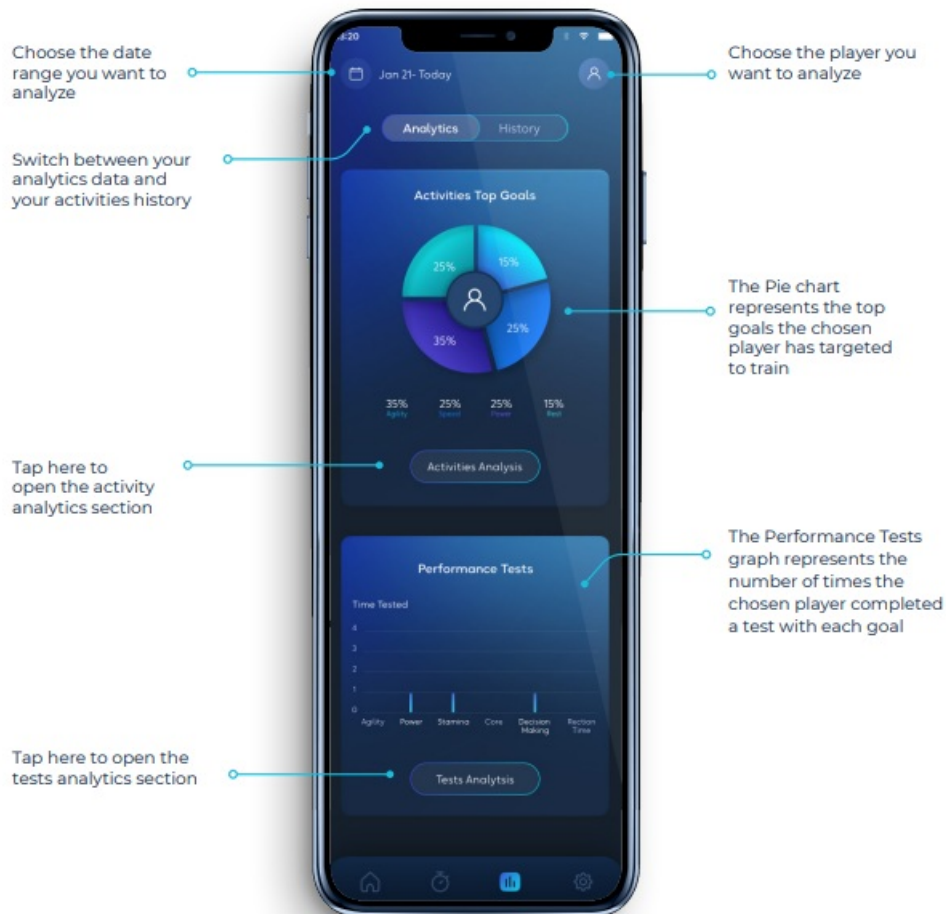 Choose the date
range you want to
analyze
Switch between your
analytics data and
your activities history
Tap here to
open the activity
analytics section
Tap here to open the
tests analytics section
Choose the player you
want to analyze
The Pie chart
represents the top
goals the chosen
player has targeted
to train
The Performance Tests
graph represents the
number of times the
chosen player completed
a test with each goal
3:20
Jan 21- Today
Analytics History
Activities Top Goals
25% 15%
35% 25%
35% 25% 25% 15%
Agility Speed Power Rest
Activities Analysis
Performance Tests
Time Tested
4
3
2
1
0
Agility Power Stamina Core Decision Rection
Making Time
Tests Analytsis